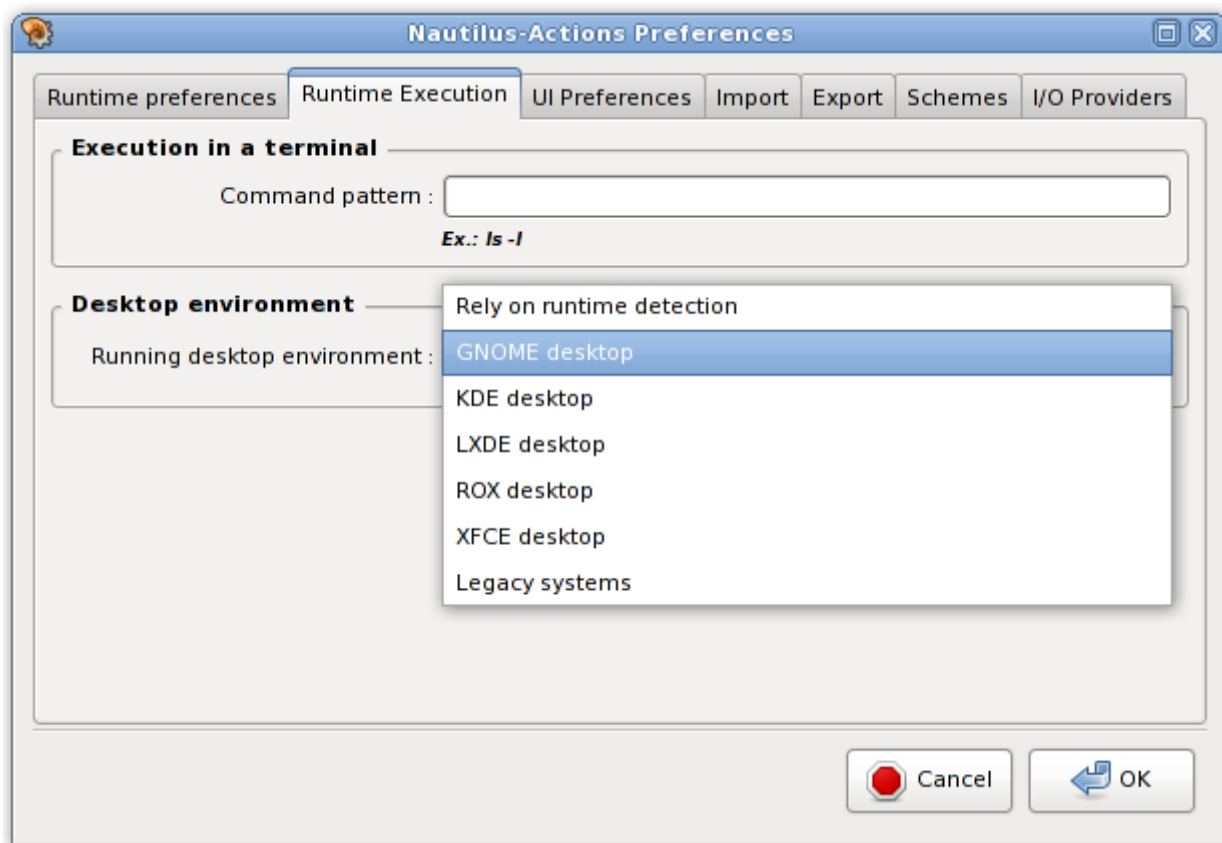 Nautilus-Actions Preferences
Runtime preferences Runtime Execution UI Preferences Import Export Schemes I/O Providers
Execution in a terminal
Command pattern :
Ex.: ls -l
Desktop environment
Rely on runtime detection
Running desktop environment : GNOME desktop
KDE desktop
LXDE desktop
ROX desktop
XFCE desktop
Legacy systems
Cancel OK